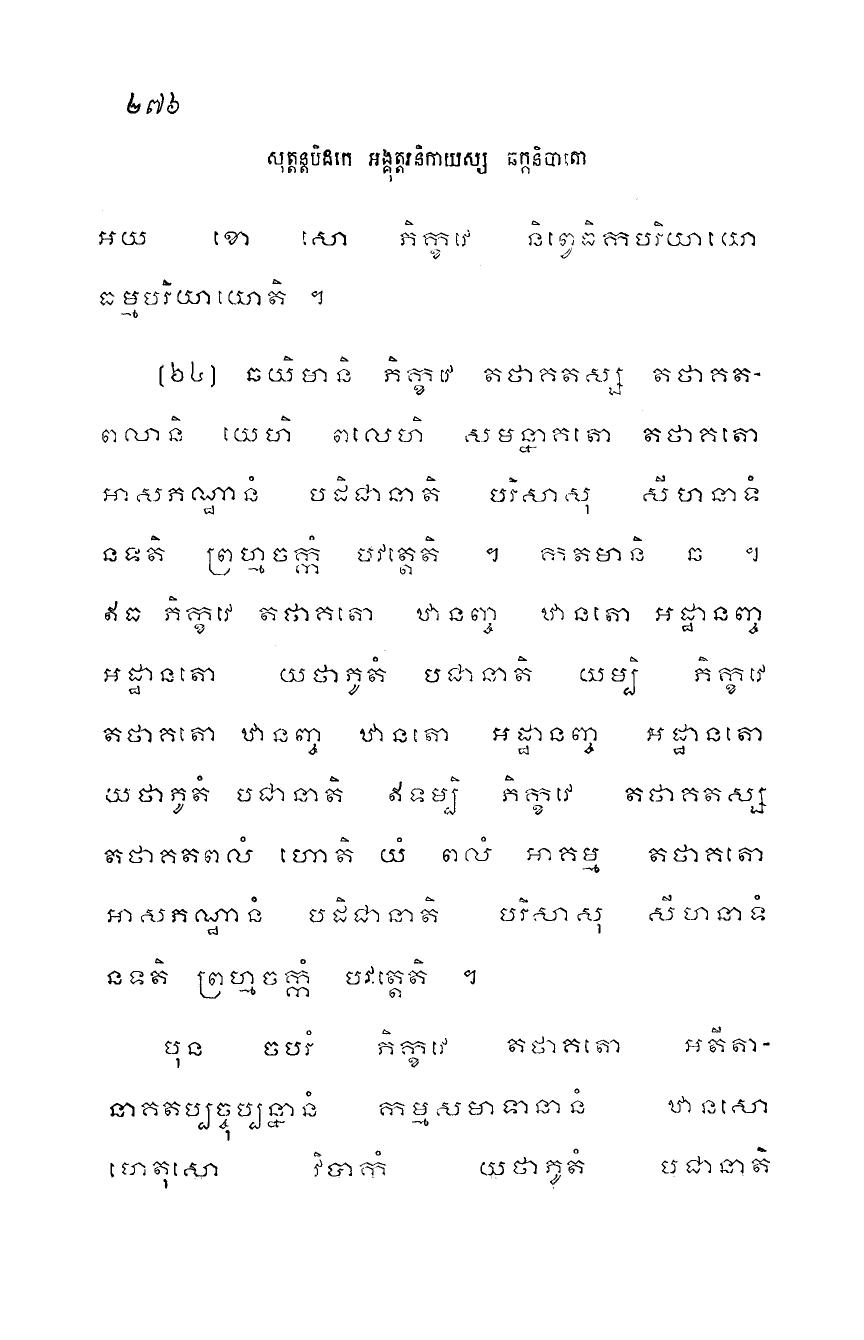 ២៧៦
សុត្តន្តបិដកេ អង្គុត្តរនិកាយស្ស ឆក្កនិបាតោ
អយ ខោ សោ ភិក្ខវេ និព្វេធិកបរិយាយោ
ធម្មបរិយាយោតិ ។
(៦៤) ឆយិមានិ ភិក្ខវេ តថាគតស្ស តថាគត-
ពលានិ យេហិ ពលេហិ សមន្នាគតោ តថាគតោ
អាសភណ្ឋានំ បដិជានាតិ បរិសាសុ សីហនាទំ
នទតិ ព្រហ្មចក្កំ បវត្តេតិ ។ កតមានិ ឆ ។
ឥធ ភិក្ខវេ តថាគតោ ឋានញ្ច ឋានតោ អដ្ឋានញ្ច
អដ្ឋានតោ យថាភូតំ បជានាតិ យម្បិ ភិក្ខវេ
តថាគតោ ឋានញ្ច ឋានតោ អដ្ឋានញ្ច អដ្ឋានតោ
យថាភូតំ បជានាតិ ឥទម្បិ ភិក្ខវេ តថាគតស្ស
តថាគតពលំ ហោតិ យំ ពលំ អាគម្ម តថាគតោ
អាសភណ្ឋានំ បដិជានាតិ បរិសាសុ សីហនាទំ
នទតិ ព្រហ្មចក្កំ បវត្តេតិ ។
បុន ចបរំ ភិក្ខវេ តថាគតោ អតីតា-
នាគតប្បច្ចុប្បន្នានំ កម្មសមាទានានំ ឋានសោ
ហេតុសោ វិបាកំ យថាភូតំ បជានាតិ